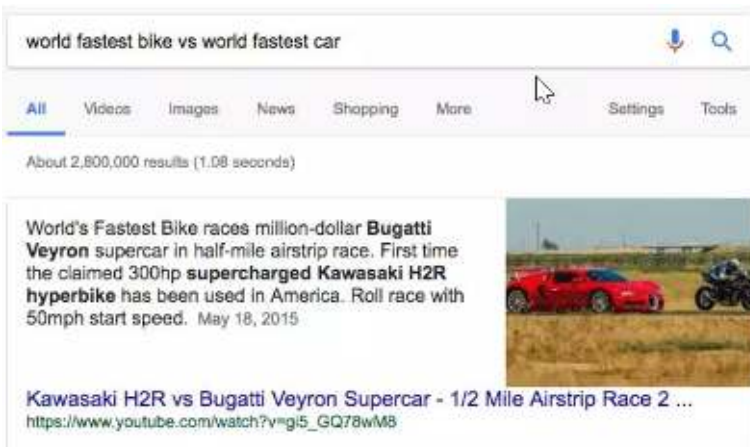 world fastest bike vs world fastest car
All Videos Images News Shopping More Settings Tools
About 2,800,000 results (1.08 seconds)
World's Fastest Bike races million-dollar Bugatti
Veyron supercar in half-mile airstrip race. First time
the claimed 300hp supercharged Kawasaki H2R
hyperbike has been used in America. Roll race with
50mph start speed. May 18, 2015
Kawasaki H2R vs Bugatti Veyron Supercar - 1/2 Mile Airstrip Race 2 ...
https://www.youtube.com/watch?v=gi5_GQ78wM8